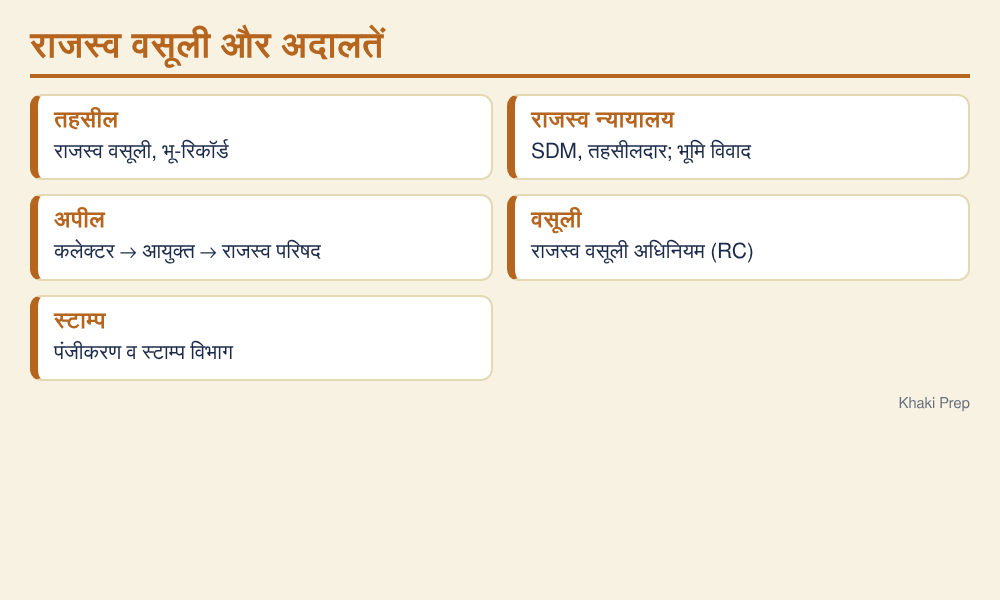 राजस्व वसूली और अदालतें
तहसील
राजस्व वसूली, भू-रिकॉर्ड
राजस्व न्यायालय
SDM, तहसीलदार; भूमि विवाद
अपील
कलेक्टर → आयुक्त → राजस्व परिषद
वसूली
राजस्व वसूली अधिनियम (RC)
स्टाम्प
पंजीकरण व स्टाम्प विभाग
Khaki Prep